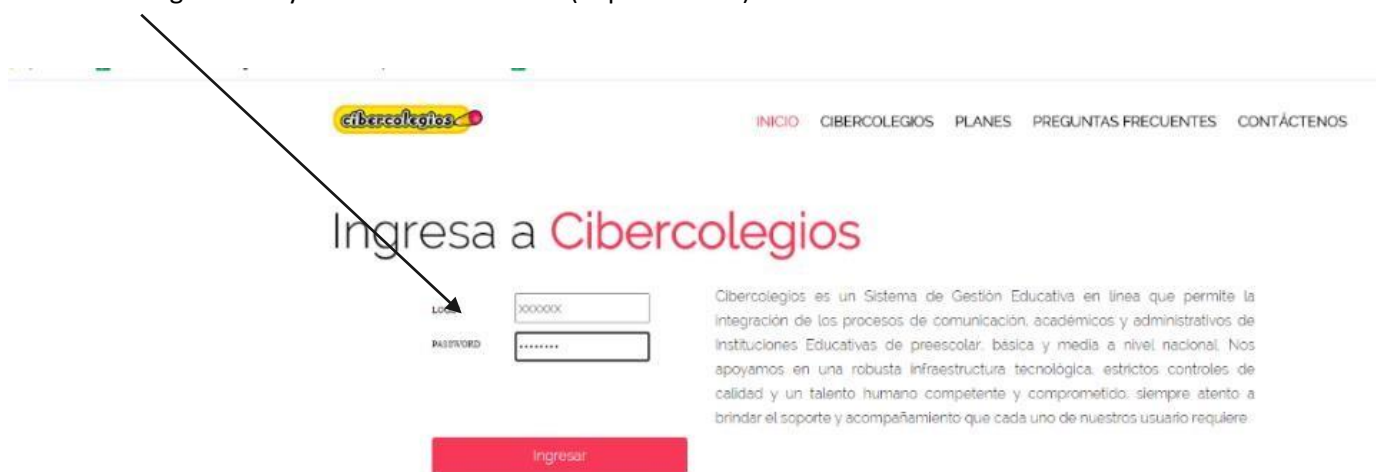 cibercolegios
INICIO CIBERCOLEGIOS PLANES PREGUNTAS FRECUENTES CONTÁCTENOS
Ingresa a Cibercolegios
XXXXXX
PASSWORD ........
Cibercolegios es un Sistema de Gestión Educativa en línea que permite la
integración de los procesos de comunicación, académicos y administrativos de
Instituciones Educativas de preescolar, básica y media a nivel nacional. Nos
apoyamos en una robusta infraestructura tecnológica, estrictos controles de
calidad y un talento humano competente y comprometido, siempre atento a
brindar el soporte y acompañamiento que cada uno de nuestros usuario requiere
Ingresar